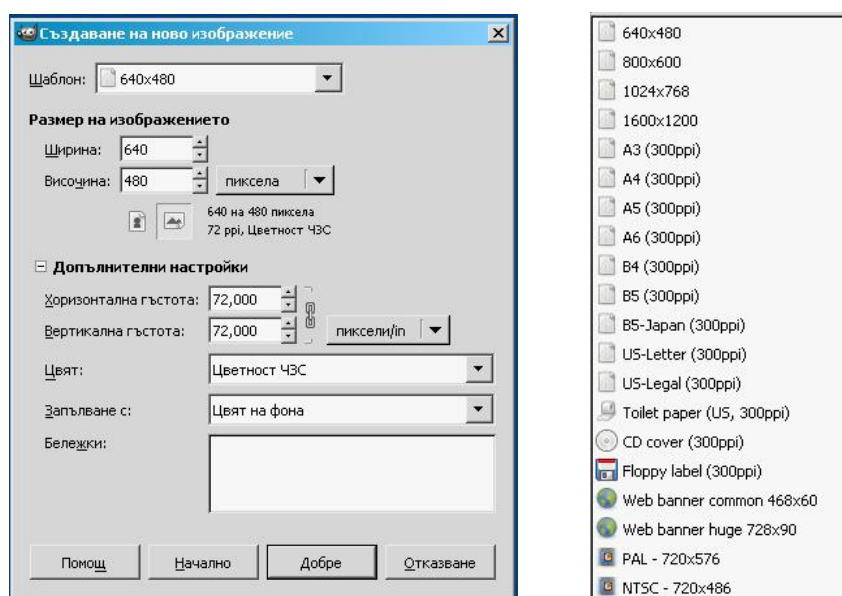 Създаване на ново изображение
Шаблон: 640x480
Размер на изображението
Ширина: 640
Височина: 480 пиксела
640 на 480 пиксела
72 ppi, Цветност ЧЗС
Допълнителни настройки
Хоризонтална гъстота: 72,000
Вертикална гъстота: 72,000 пиксели/in
Цвят: Цветност ЧЗС
Запълване с: Цвят на фона
Бележки:
Помощ Начално Добре Отказване
640x480
800x600
1024x768
1600x1200
A3 (300ppi)
A4 (300ppi)
A5 (300ppi)
A6 (300ppi)
B4 (300ppi)
B5 (300ppi)
B5-Japan (300ppi)
US-Letter (300ppi)
US-Legal (300ppi)
Toilet paper (US, 300ppi)
CD cover (300ppi)
Floppy label (300ppi)
Web banner common 468x60
Web banner huge 728x90
PAL - 720x576
NTSC - 720x486